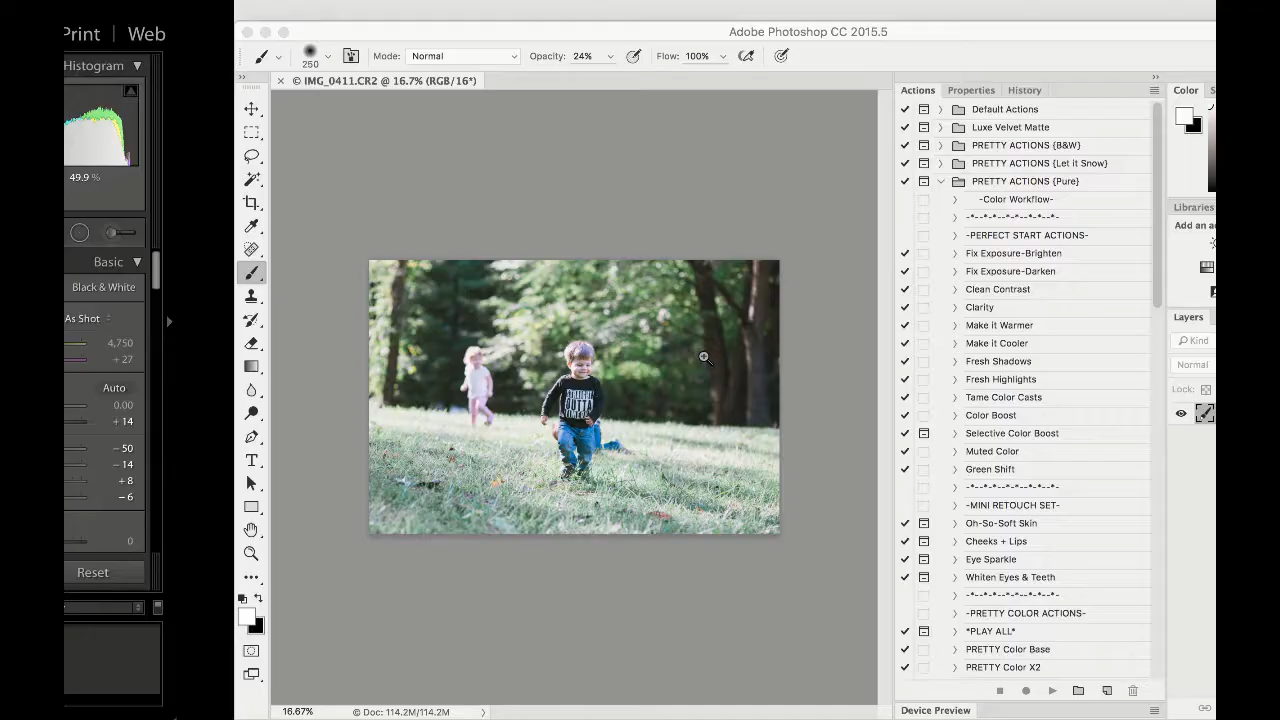 Print | Web
Histogram
49.9 %
Basic
Black & White
As Shot
4,750
+ 27
Auto
0.00
+ 14
– 50
– 14
+ 8
– 6
0
Reset
Adobe Photoshop CC 2015.5
250
Mode: Normal
Opacity: 24%
Flow: 100%
© IMG_0411.CR2 @ 16.7% (RGB/16*)
Actions
Properties
History
Default Actions
Luxe Velvet Matte
PRETTY ACTIONS {B&W}
PRETTY ACTIONS {Let it Snow}
PRETTY ACTIONS {Pure}
-Color Workflow-
-*--*-*--*--*--*-*-
-PERFECT START ACTIONS-
Fix Exposure-Brighten
Fix Exposure-Darken
Clean Contrast
Clarity
Make it Warmer
Make it Cooler
Fresh Shadows
Fresh Highlights
Tame Color Casts
Color Boost
Selective Color Boost
Muted Color
Green Shift
-*--*-*--*--*--*-*-
-MINI RETOUCH SET-
Oh-So-Soft Skin
Cheeks + Lips
Eye Sparkle
Whiten Eyes & Teeth
-*--*-*--*--*--*-*-
-PRETTY COLOR ACTIONS-
*PLAY ALL*
PRETTY Color Base
PRETTY Color X2
Device Preview
Color
S
Libraries
Add an a
Layers
Kind
Normal
Lock:
16.67%
© Doc: 114.2M/114.2M